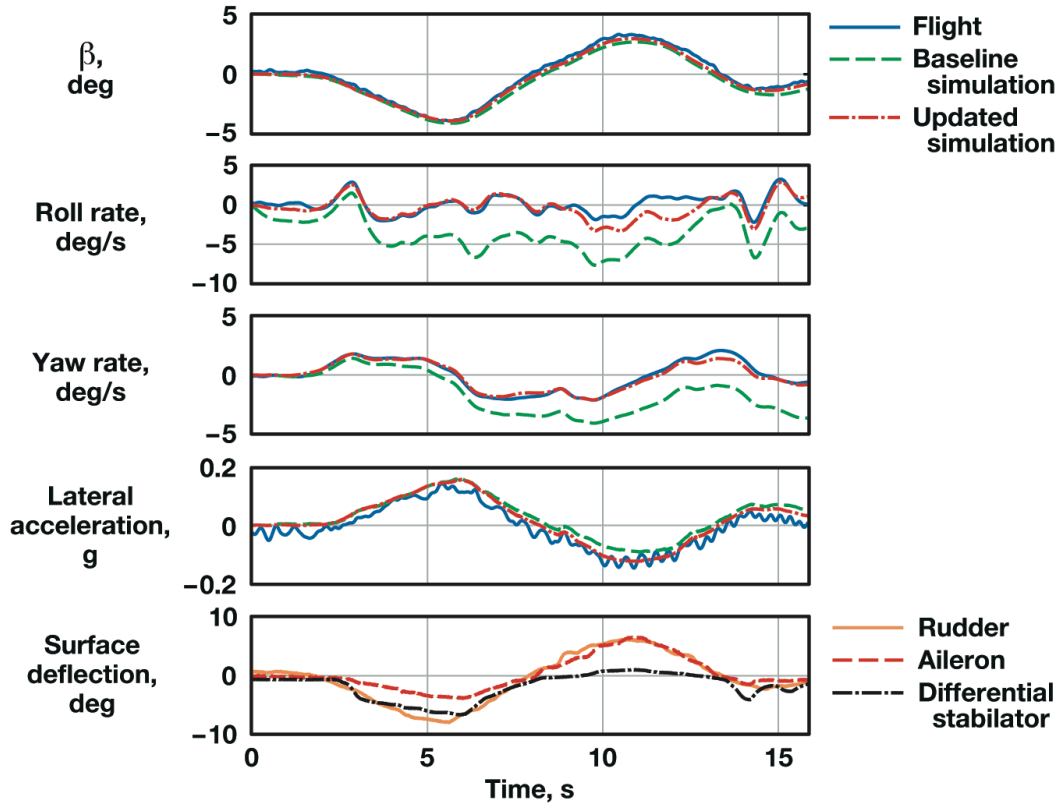 β,
deg
5
0
−5
Flight
Baseline
simulation
Updated
simulation
Roll rate,
deg/s
5
0
−5
−10
Yaw rate,
deg/s
5
0
−5
Lateral
acceleration,
g
0.2
0
−0.2
Surface
deflection,
deg
10
0
−10
Rudder
Aileron
Differential
stabilator
0
5
10
15
Time, s